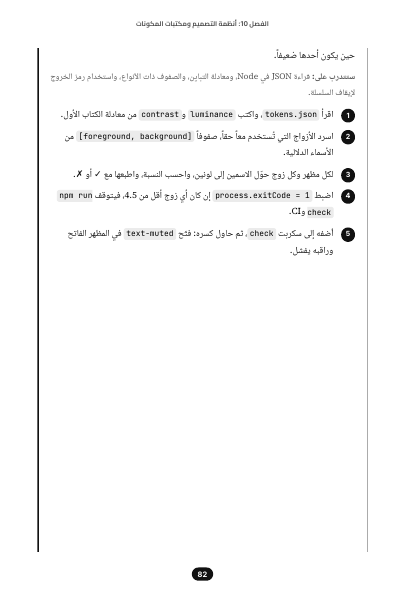 الفصل 10: أنظمة التصميم ومكتبات المكونات
حين يكون أحدها ضعيفاً.
ستتدرب على: قراءة JSON في Node، ومعادلة التباين، والصفوف ذات الأنواع، واستخدام رمز الخروج
لإيقاف السلسلة.
1 اقرأ tokens.json، واكتب luminance و contrast من معادلة الكتاب الأول.
2 اسرد الأزواج التي تُستخدم معاً حقاً، صفوفاً [foreground, background] من
الأسماء الدلالية.
3 لكل مظهر وكل زوج حوّل الاسمين إلى لونين، واحسب النسبة، واطبعها مع ✓ أو ✗.
4 اضبط process.exitCode = 1 إن كان أي زوج أقل من 4.5، فيتوقف npm run
check وCI.
5 أضفه إلى سكربت check، ثم حاول كسره: فتّح text-muted في المظهر الفاتح
وراقبه يفشل.
82